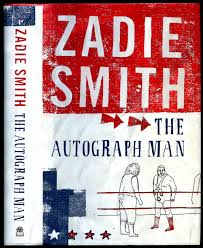 ZADIE SMITH THE AUTOGRAPH MAN
ZADIE
SMITH
THE
AUTOGRAPH MAN